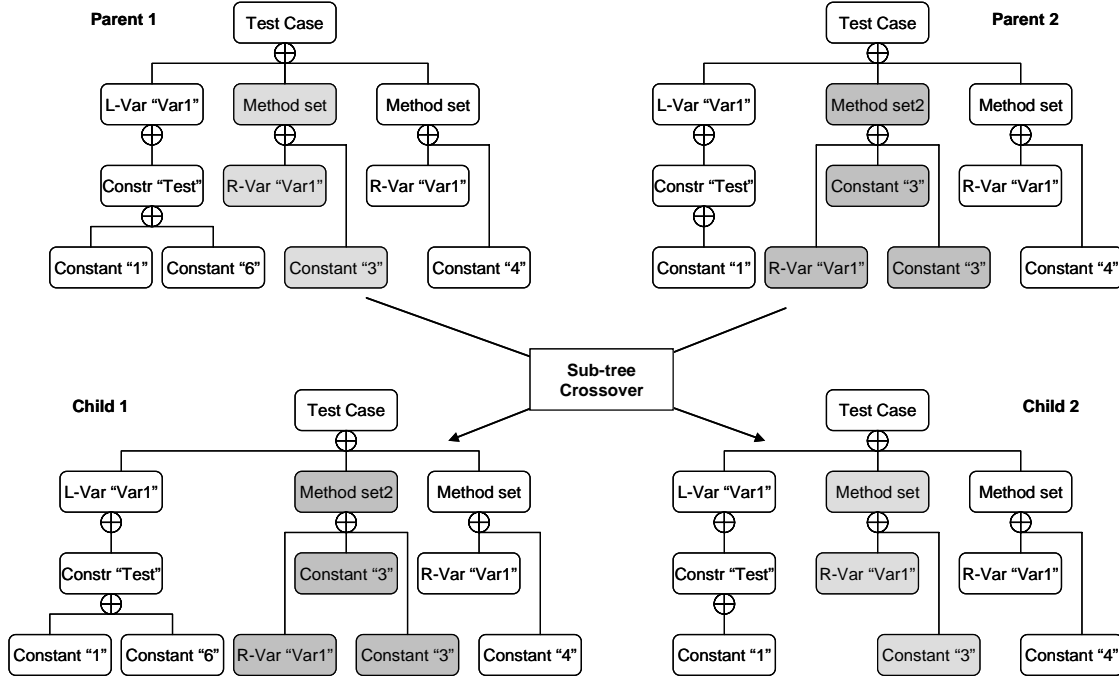 Parent 1
Test Case
L-Var “Var1”
Method set
Method set
Constr “Test”
R-Var “Var1”
R-Var “Var1”
Constant “1”
Constant “6”
Constant “3”
Constant “4”
Parent 2
Test Case
L-Var “Var1”
Method set2
Method set
Constr “Test”
Constant “3”
R-Var “Var1”
Constant “1”
R-Var “Var1”
Constant “3”
Constant “4”
Sub-tree
Crossover
Child 1
Test Case
L-Var “Var1”
Method set2
Method set
Constr “Test”
Constant “3”
R-Var “Var1”
Constant “1”
Constant “6”
R-Var “Var1”
Constant “3”
Constant “4”
Child 2
Test Case
L-Var “Var1”
Method set
Method set
Constr “Test”
R-Var “Var1”
R-Var “Var1”
Constant “1”
Constant “3”
Constant “4”